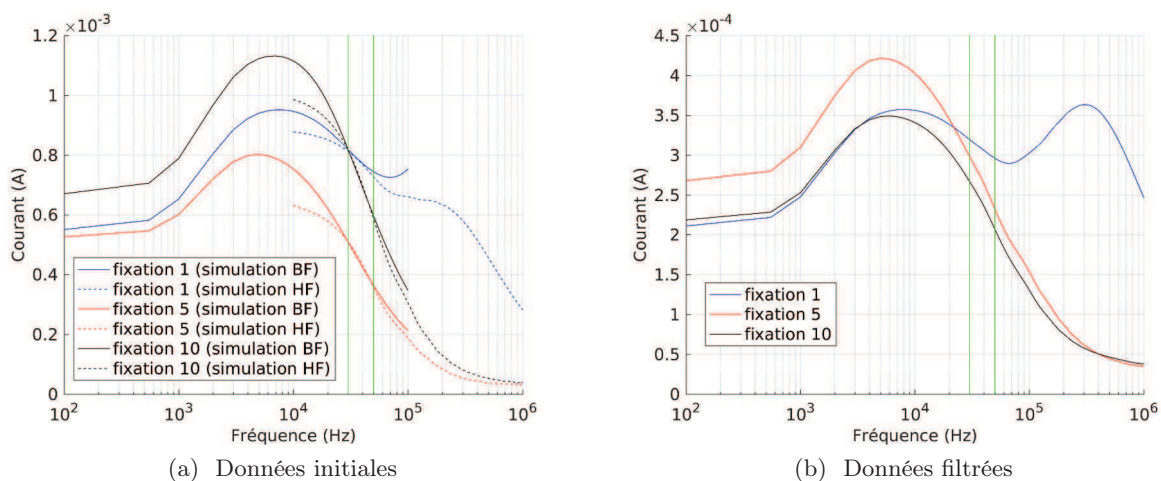 ×10⁻³
1.2
1
0.8
0.6
0.4
0.2
0
Courant (A)
fixation 1 (simulation BF)
fixation 1 (simulation HF)
fixation 5 (simulation BF)
fixation 5 (simulation HF)
fixation 10 (simulation BF)
fixation 10 (simulation HF)
10² 10³ 10⁴ 10⁵ 10⁶
Fréquence (Hz)
(a) Données initiales
×10⁻⁴
4.5
4
3.5
3
2.5
2
1.5
1
0.5
0
Courant (A)
fixation 1
fixation 5
fixation 10
10² 10³ 10⁴ 10⁵ 10⁶
Fréquence (Hz)
(b) Données filtrées